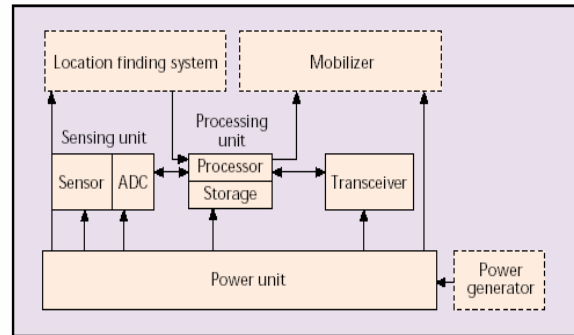 Location finding system
Mobilizer
Sensing unit
Processing
unit
Sensor
ADC
Processor
Storage
Transceiver
Power unit
Power
generator